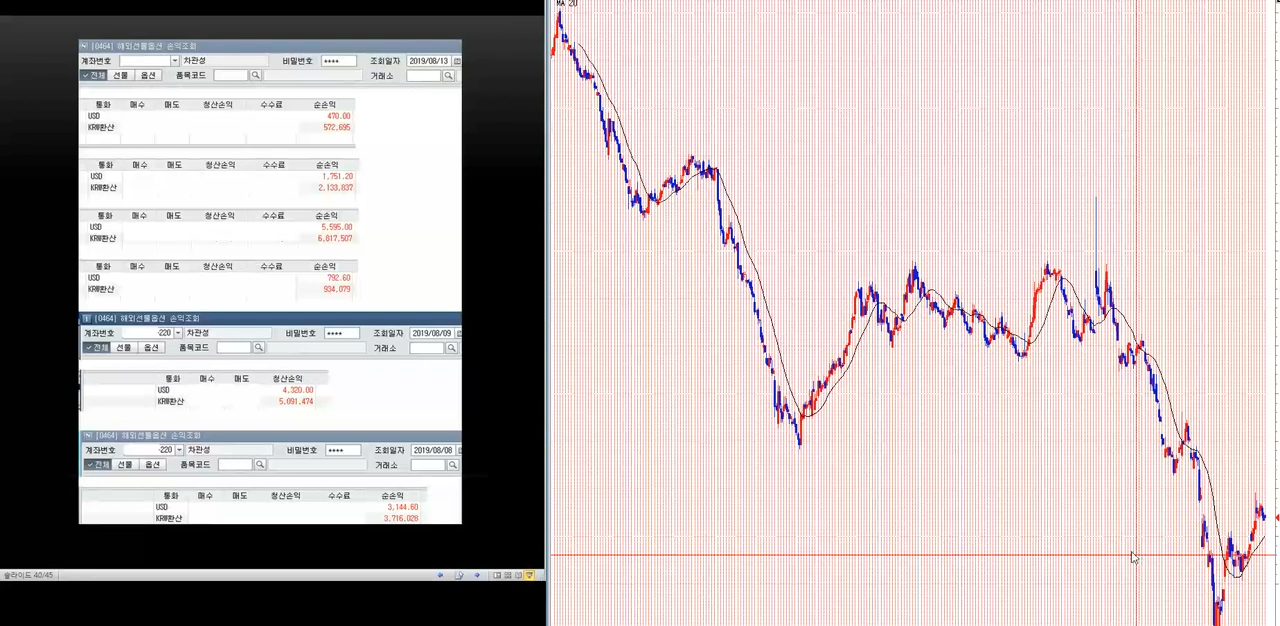 MA 20
[0464] 해외선물옵션 손익조회
계좌번호 차관성 비밀번호 **** 조회일자 2019/08/13
전체 선물 옵션 품목코드 거래소
통화 매수 매도 청산손익 수수료 순손익
USD 470.00
KRW환산 572,695
통화 매수 매도 청산손익 수수료 순손익
USD 1,751.20
KRW환산 2,133,837
통화 매수 매도 청산손익 수수료 순손익
USD 5,595.00
KRW환산 6,817,507
통화 매수 매도 청산손익 수수료 순손익
USD 792.60
KRW환산 934,079
[0464] 해외선물옵션 손익조회
계좌번호 -220 차관성 비밀번호 **** 조회일자 2019/08/09
전체 선물 옵션 품목코드 거래소
통화 매수 매도 청산손익
USD 4,320.00
KRW환산 5,091,474
[0464] 해외선물옵션 손익조회
계좌번호 -220 차관성 비밀번호 **** 조회일자 2019/08/08
전체 선물 옵션 품목코드 거래소
통화 매수 매도 청산손익 수수료 순손익
USD 3,144.60
KRW환산 3,716,028
슬라이드 40/45